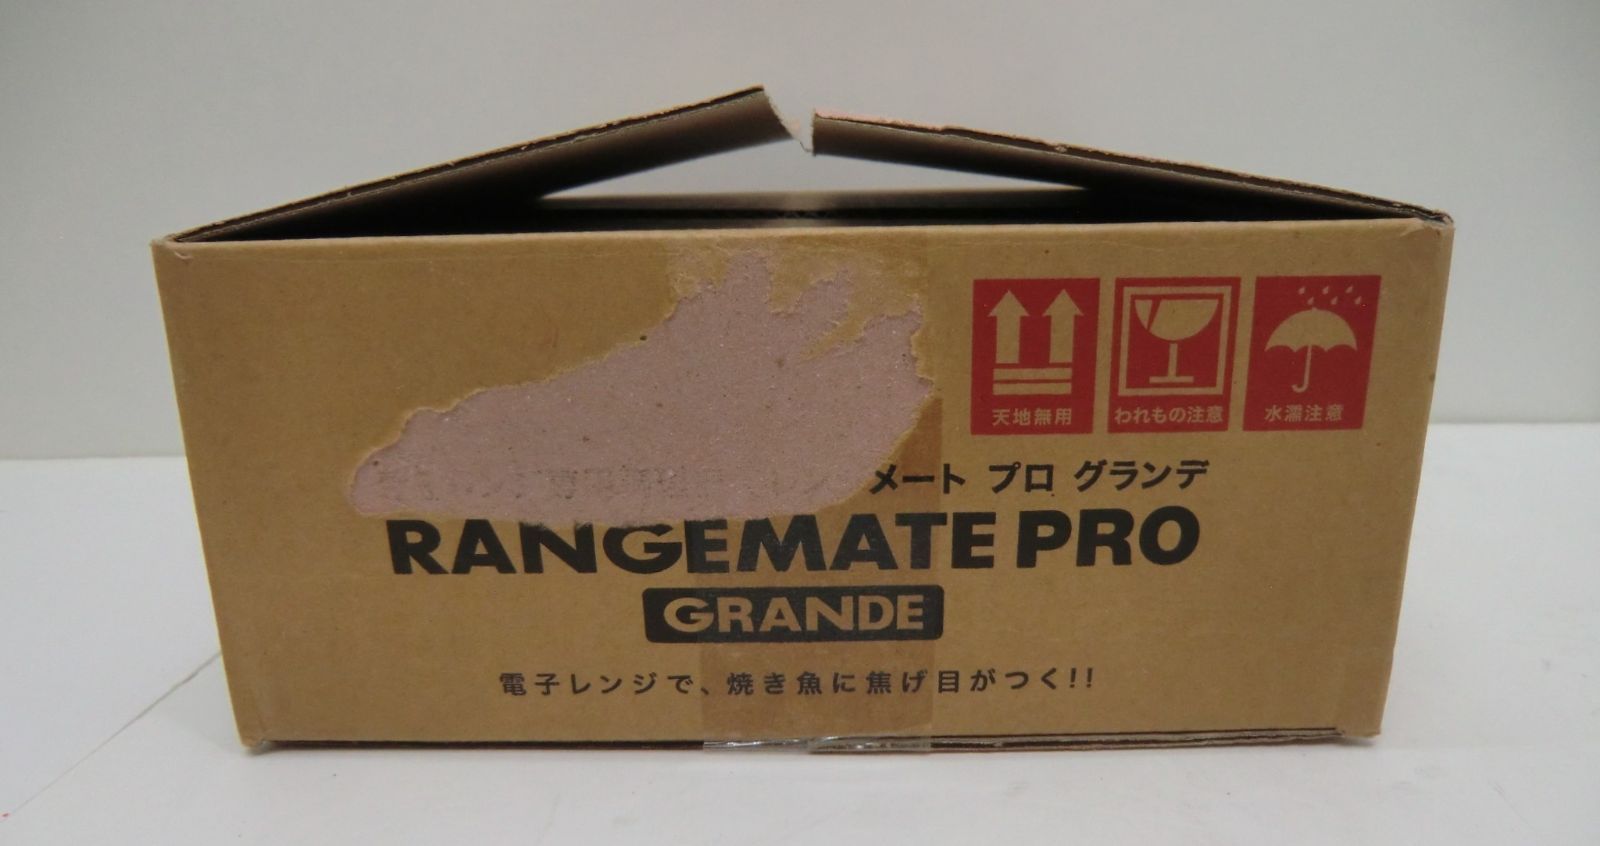 天地無用 われもの注意 水濡注意
メート プロ グランデ
RANGEMATE PRO
GRANDE
電子レンジで、焼き魚に焦げ目がつく!!